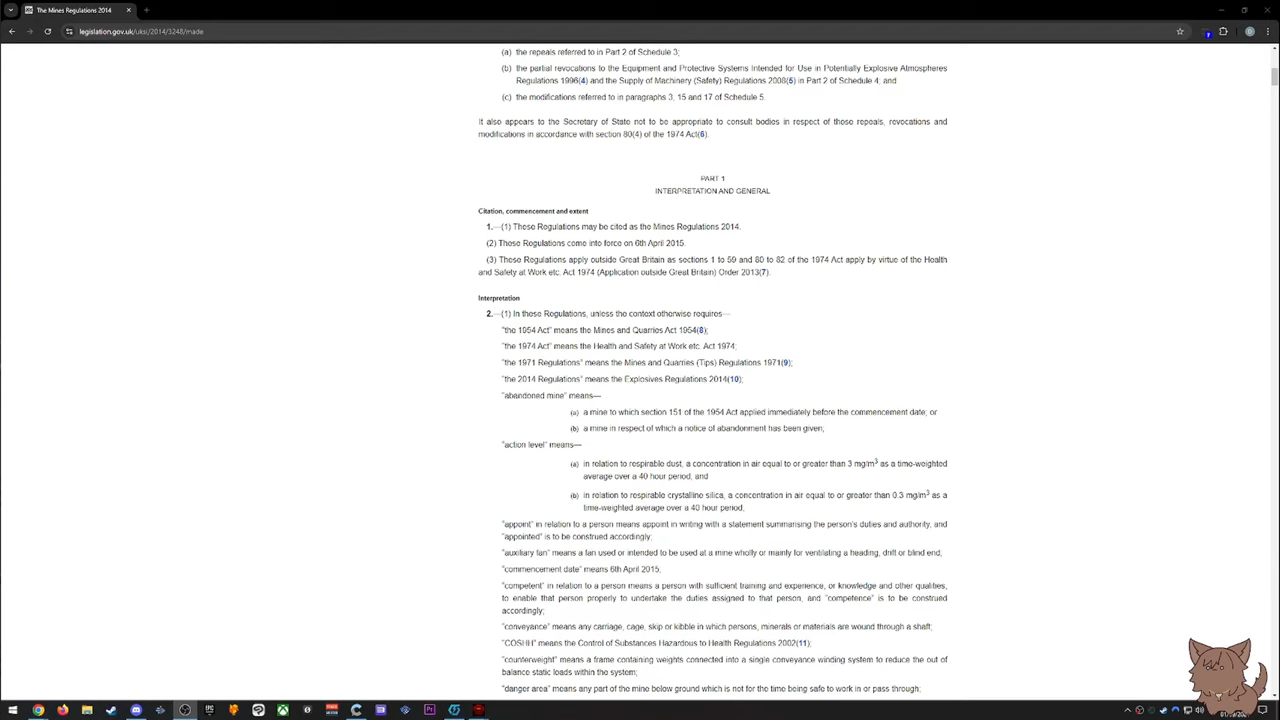 The Mines Regulations 2014
legislation.gov.uk/uksi/2014/3248/made
(a) the repeals referred to in Part 2 of Schedule 3;
(b) the partial revocations to the Equipment and Protective Systems Intended for Use in Potentially Explosive Atmospheres
Regulations 1996(4) and the Supply of Machinery (Safety) Regulations 2008(5) in Part 2 of Schedule 4; and
(c) the modifications referred to in paragraphs 3, 15 and 17 of Schedule 5.
It also appears to the Secretary of State not to be appropriate to consult bodies in respect of those repeals, revocations and
modifications in accordance with section 80(4) of the 1974 Act(6).
PART 1
INTERPRETATION AND GENERAL
Citation, commencement and extent
1.—(1) These Regulations may be cited as the Mines Regulations 2014.
(2) These Regulations come into force on 6th April 2015.
(3) These Regulations apply outside Great Britain as sections 1 to 59 and 80 to 82 of the 1974 Act apply by virtue of the Health
and Safety at Work etc. Act 1974 (Application outside Great Britain) Order 2013(7).
Interpretation
2.—(1) In these Regulations, unless the context otherwise requires—
"the 1954 Act" means the Mines and Quarries Act 1954(8);
"the 1974 Act" means the Health and Safety at Work etc. Act 1974;
"the 1971 Regulations" means the Mines and Quarries (Tips) Regulations 1971(9);
"the 2014 Regulations" means the Explosives Regulations 2014(10);
"abandoned mine" means—
(a) a mine to which section 151 of the 1954 Act applied immediately before the commencement date; or
(b) a mine in respect of which a notice of abandonment has been given;
"action level" means—
(a) in relation to respirable dust, a concentration in air equal to or greater than 3 mg/m³ as a time-weighted
average over a 40 hour period; and
(b) in relation to respirable crystalline silica, a concentration in air equal to or greater than 0.3 mg/m³ as a
time-weighted average over a 40 hour period;
"appoint" in relation to a person means appoint in writing with a statement summarising the person's duties and authority, and
"appointed" is to be construed accordingly;
"auxiliary fan" means a fan used or intended to be used at a mine wholly or mainly for ventilating a heading, drift or blind end;
"commencement date" means 6th April 2015;
"competent" in relation to a person means a person with sufficient training and experience, or knowledge and other qualities,
to enable that person properly to undertake the duties assigned to that person, and "competence" is to be construed
accordingly;
"conveyance" means any carriage, cage, skip or kibble in which persons, minerals or materials are wound through a shaft;
"COSHH" means the Control of Substances Hazardous to Health Regulations 2002(11);
"counterweight" means a frame containing weights connected into a single conveyance winding system to reduce the out of
balance static loads within the system;
"danger area" means any part of the mine below ground which is not for the time being safe to work in or pass through;